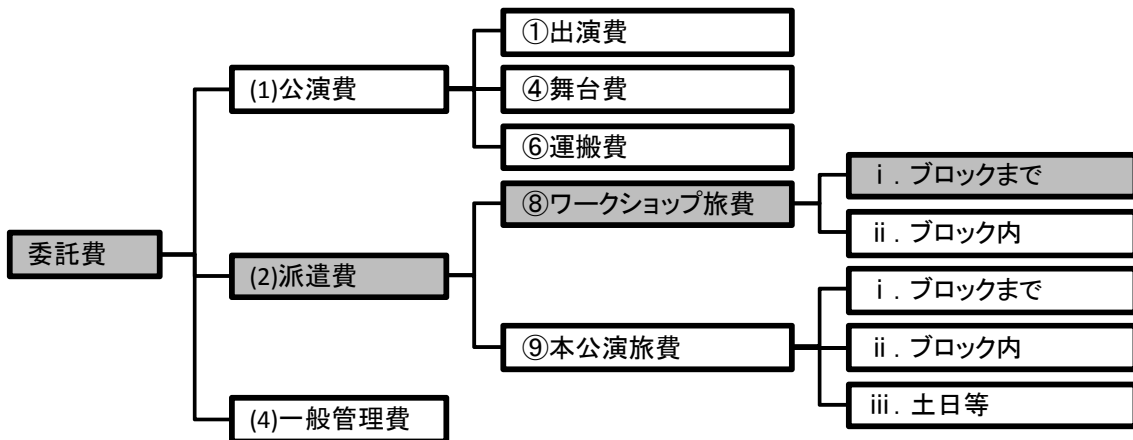 ①出演費
(1)公演費
④舞台費
⑥運搬費
ⅰ. ブロックまで
⑧ワークショップ旅費
ⅱ. ブロック内
委託費
(2)派遣費
ⅰ. ブロックまで
⑨本公演旅費
ⅱ. ブロック内
ⅲ. 土日等
(4)一般管理費